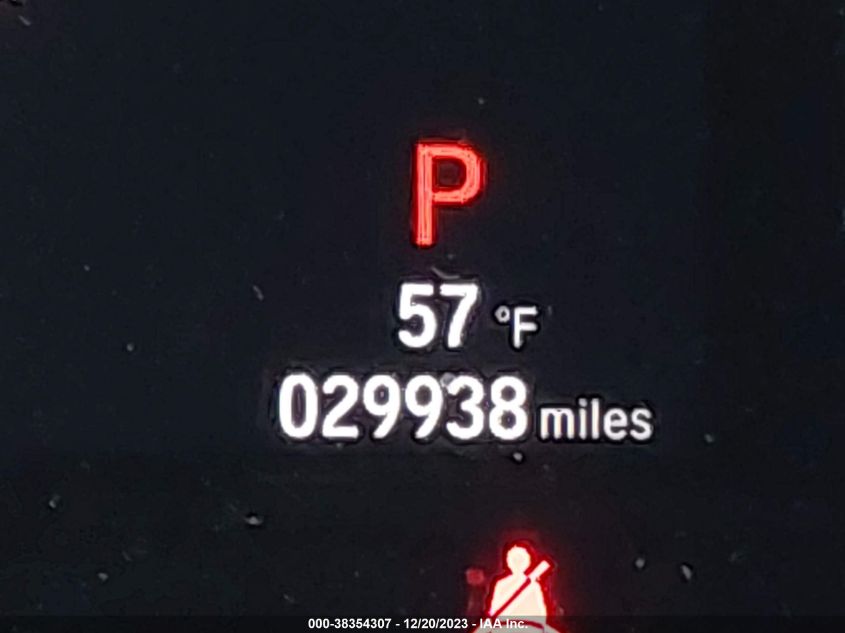 P
57 °F
029938 miles
000-38354307 - 12/20/2023 - IAA Inc.